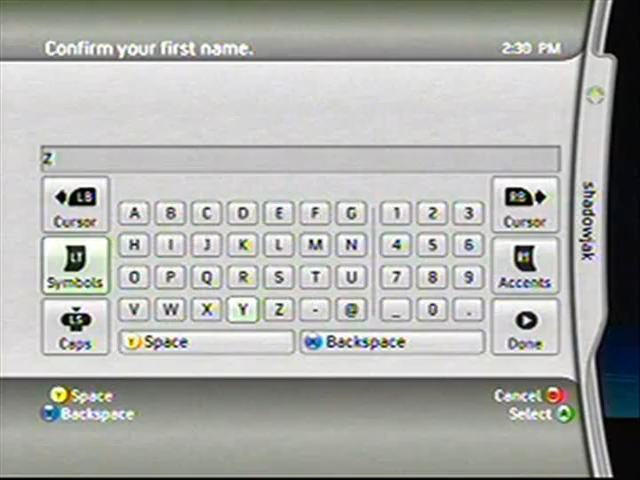 Confirm your first name.
2:30 PM
Z
LB
Cursor
A B C D E F G 1 2 3
RB
Cursor
H I J K L M N 4 5 6
LT
Symbols
O P Q R S T U 7 8 9
RT
Accents
V W X Y Z - @ _ 0 .
LS
Caps
Y Space
X Backspace
Done
shadowjak
Y Space
X Backspace
Cancel B
Select A